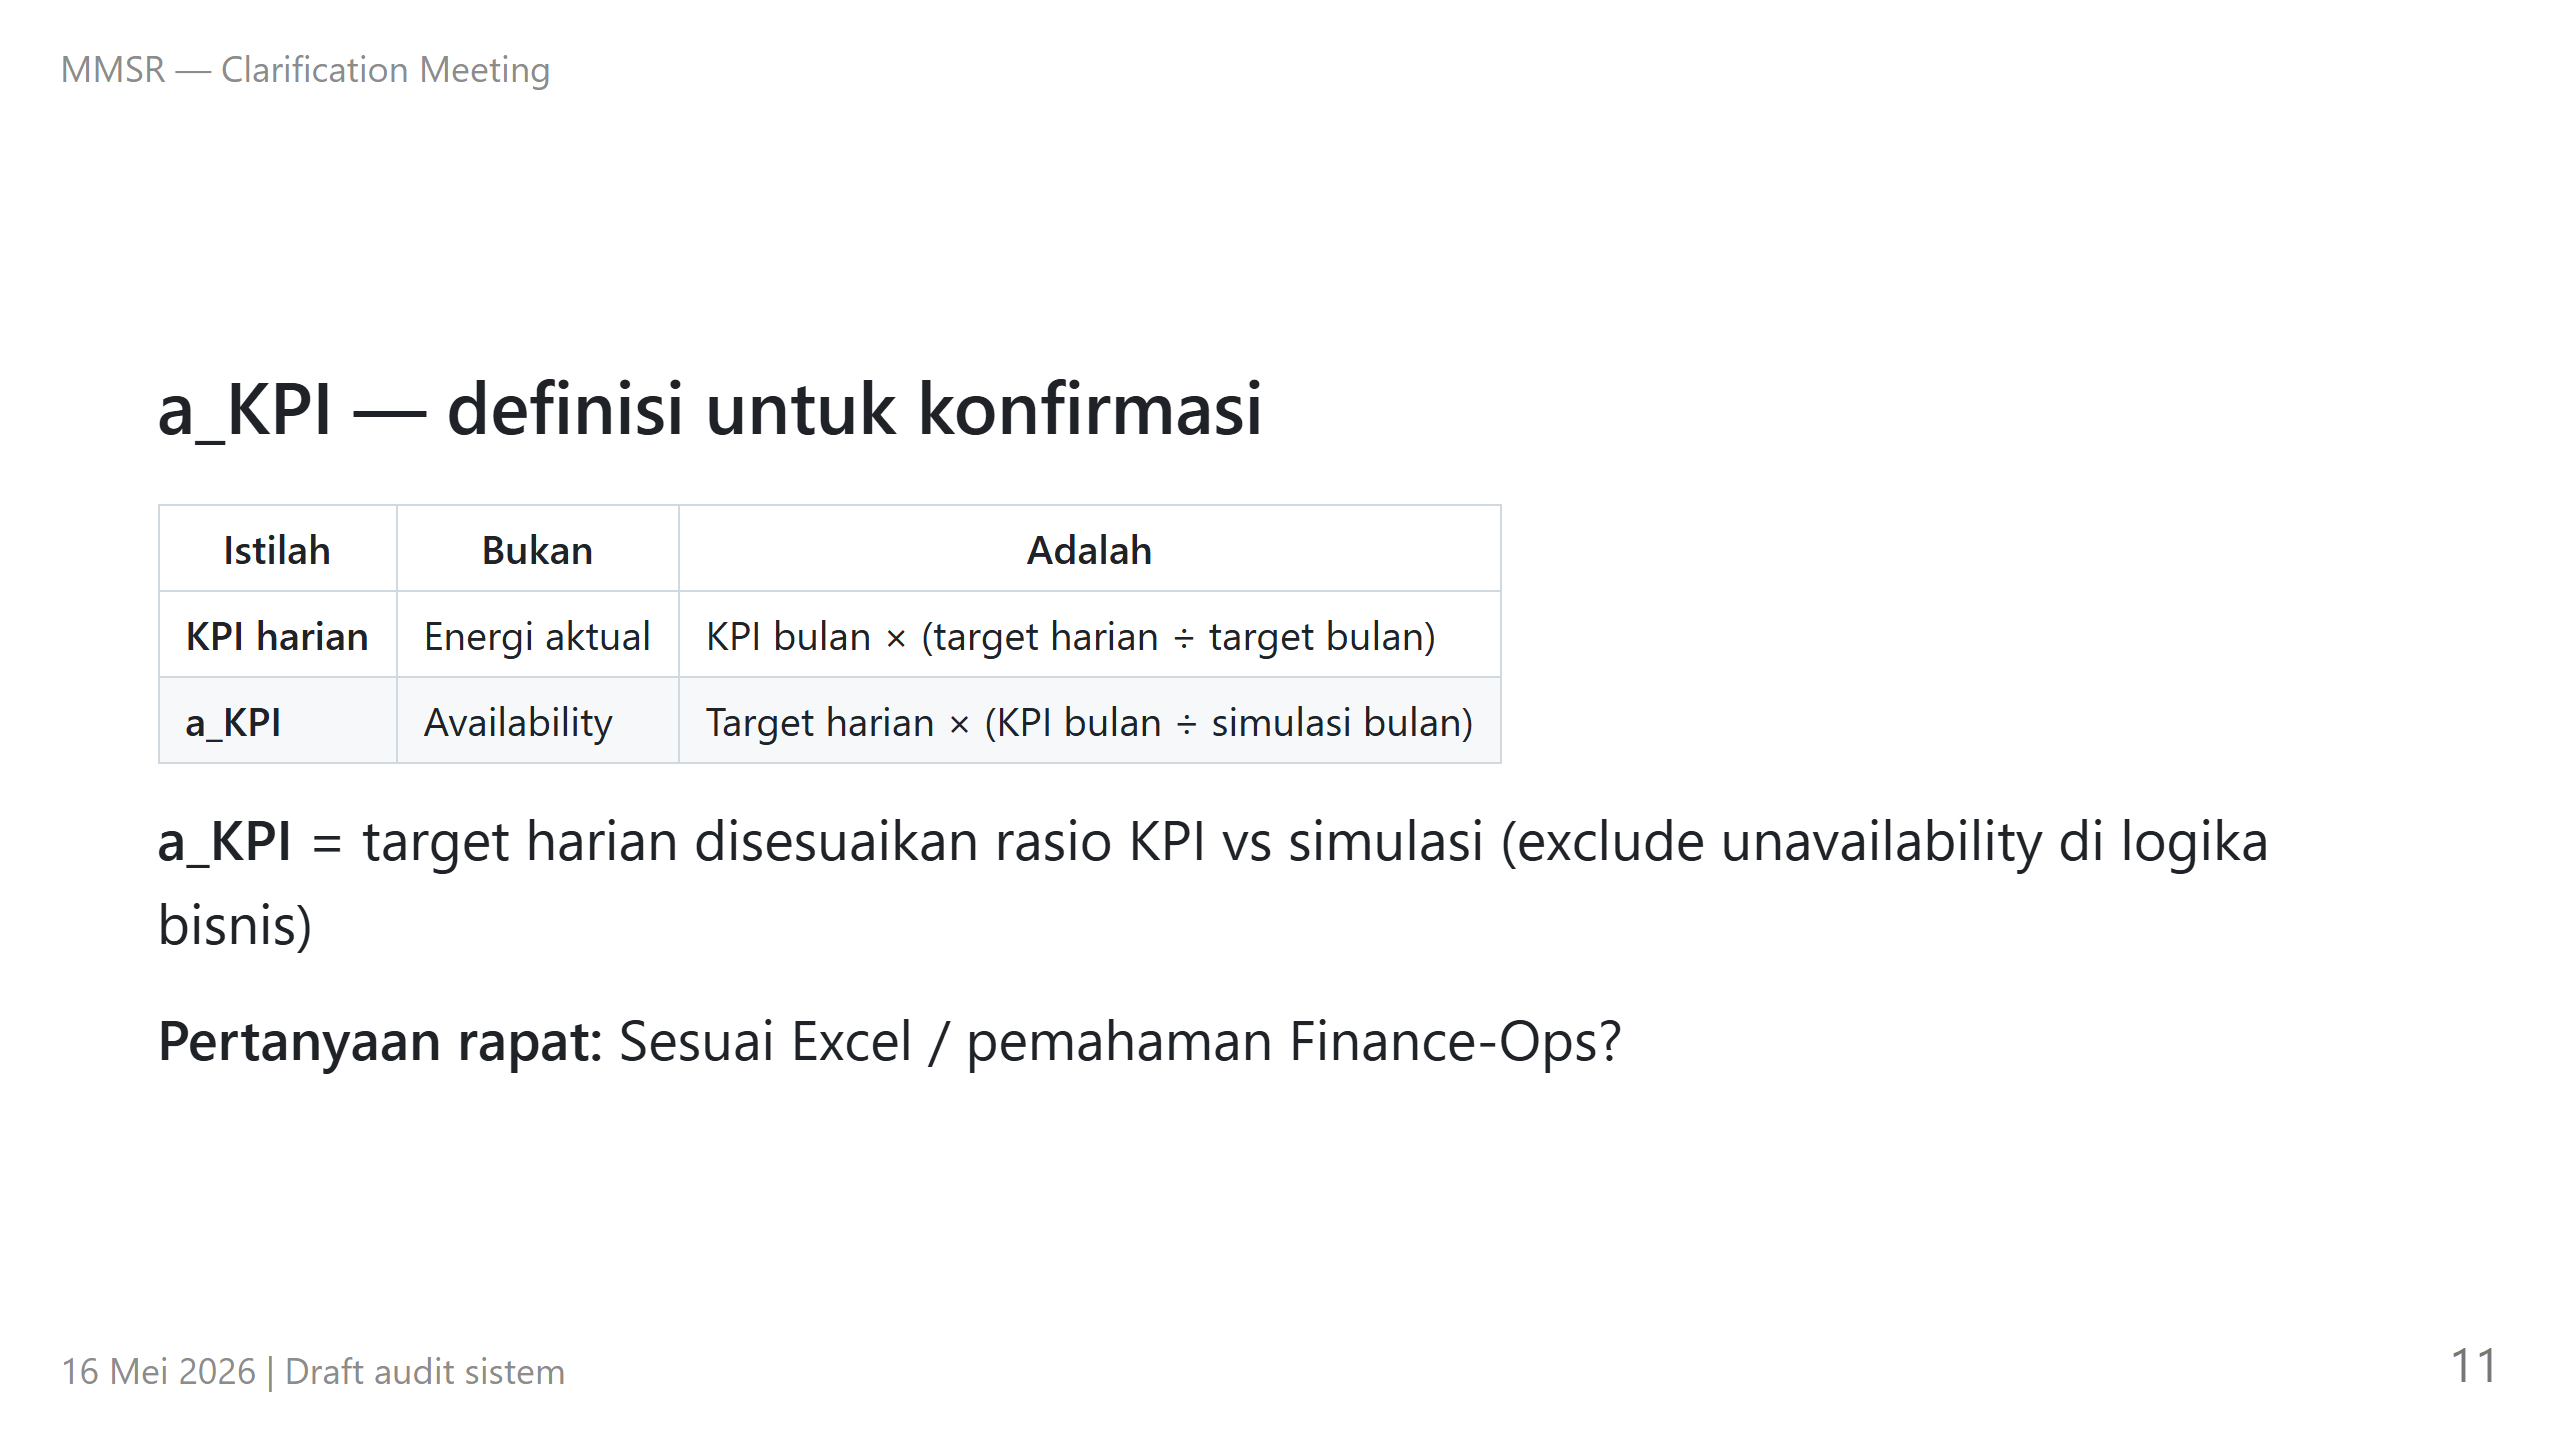 MMSR — Clarification Meeting
a_KPI — definisi untuk konfirmasi
Istilah Bukan Adalah
KPI harian Energi aktual KPI bulan × (target harian ÷ target bulan)
a_KPI Availability Target harian × (KPI bulan ÷ simulasi bulan)
a_KPI = target harian disesuaikan rasio KPI vs simulasi (exclude unavailability di logika
bisnis)
Pertanyaan rapat: Sesuai Excel / pemahaman Finance-Ops?
16 Mei 2026 | Draft audit sistem
11